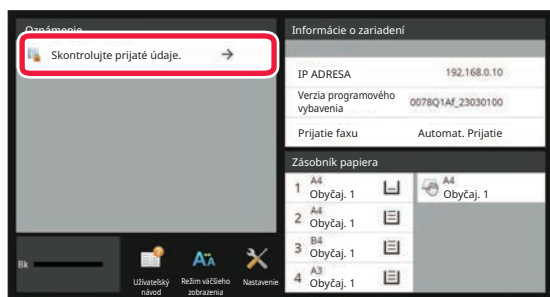 Oznámenie
Skontrolujte prijaté údaje.
Informácie o zariadení
IP ADRESA 192.168.0.10
Verzia programového
vybavenia 0078Q1Af_23030100
Prijatie faxu Automat. Prijatie
Zásobník papiera
1 A4
Obyčaj. 1
A4
Obyčaj. 1
2 A4
Obyčaj. 1
3 B4
Obyčaj. 1
4 A3
Obyčaj. 1
Bk
Užívateľský
návod
Režim väčšieho
zobrazenia
Nastavenie